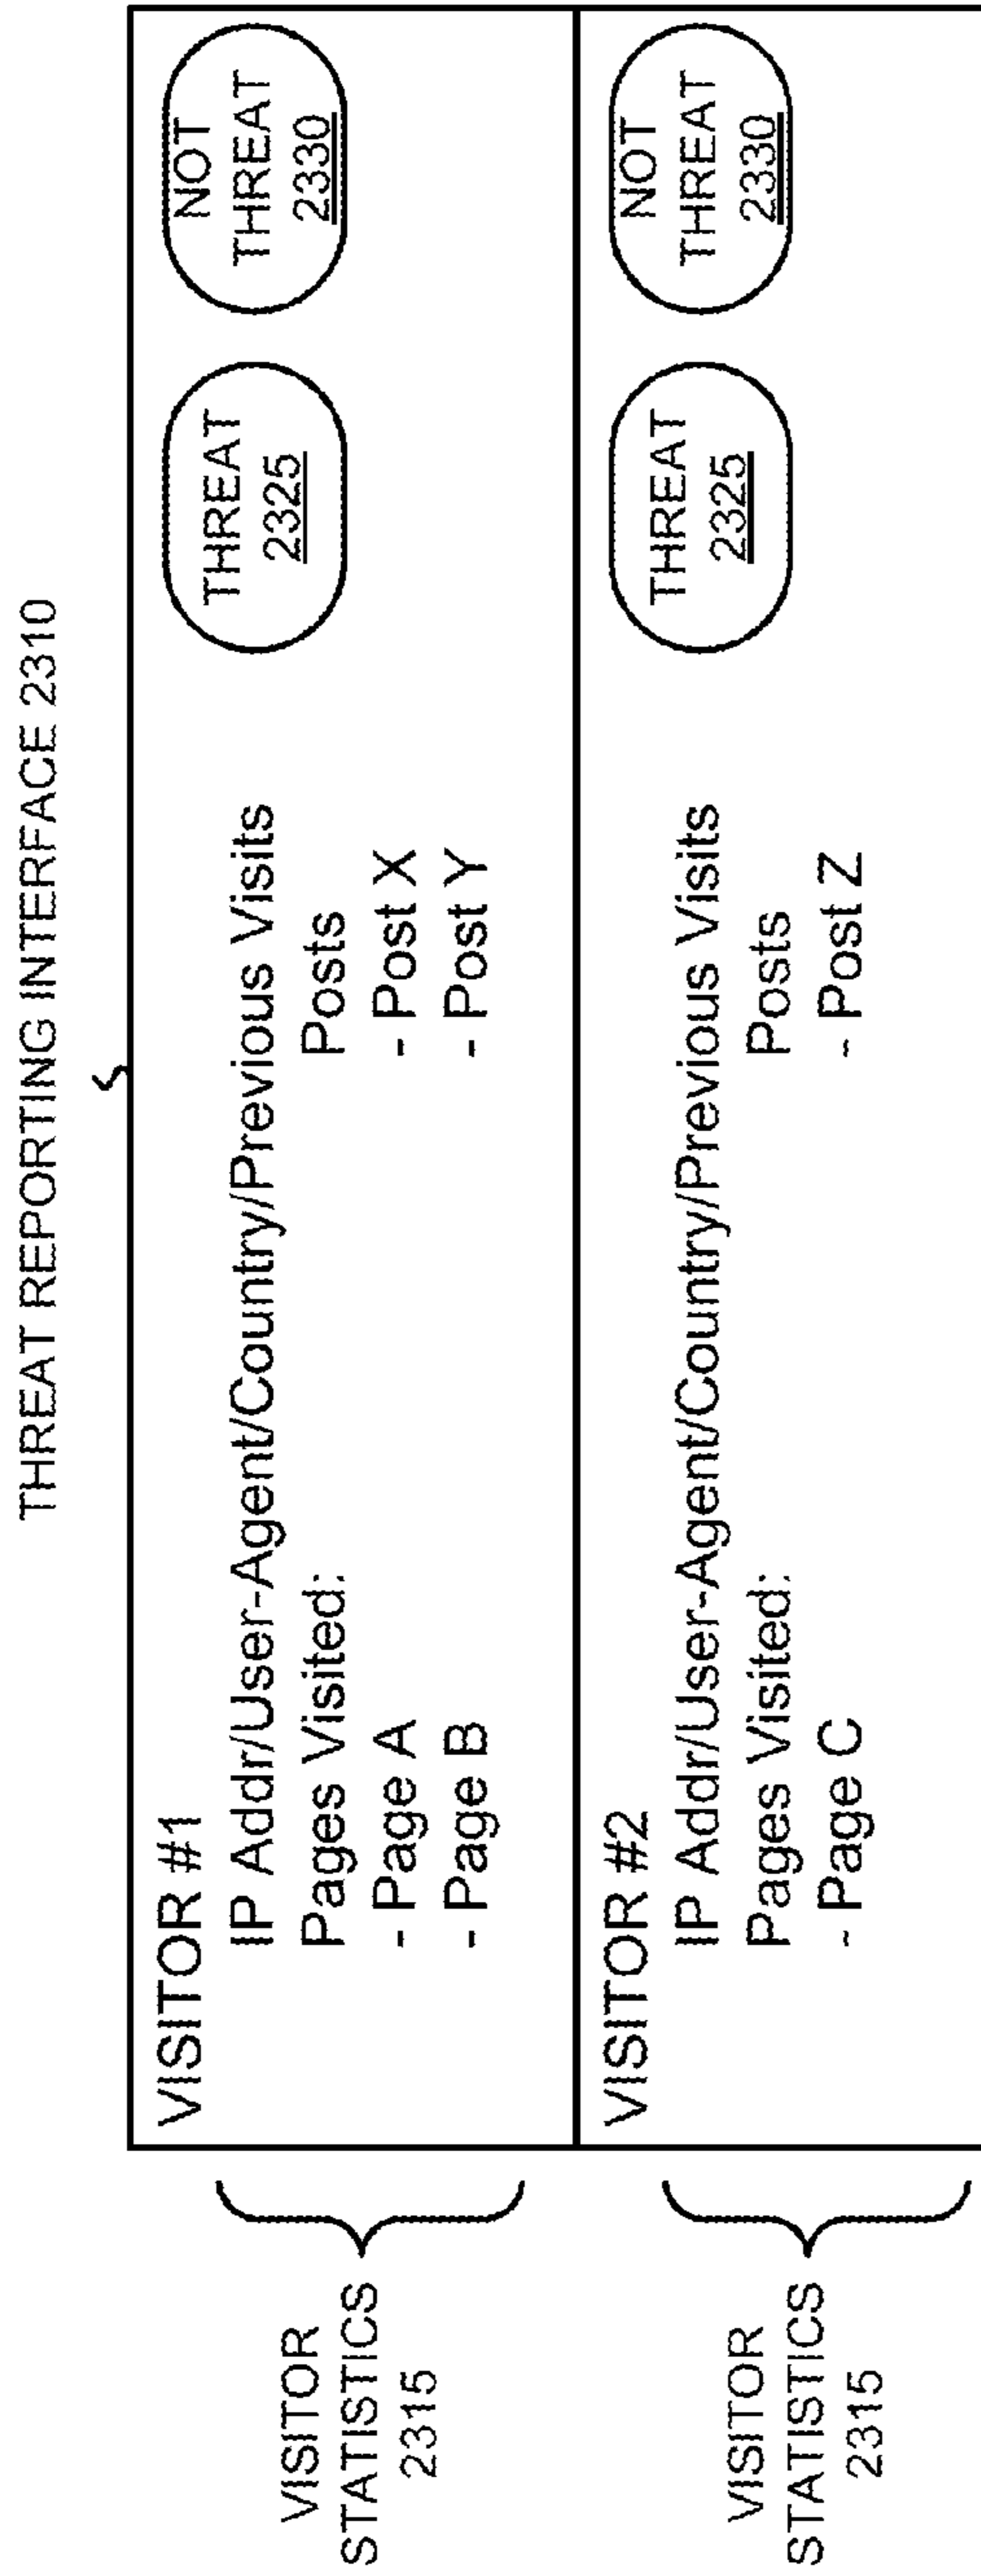 THREAT REPORTING INTERFACE 2310
VISITOR #1
IP Addr/User-Agent/Country/Previous Visits
Pages Visited:
Posts
- Page A
- Post X
- Page B
- Post Y
THREAT
2325
NOT
THREAT
2330
VISITOR
STATISTICS
2315
VISITOR #2
IP Addr/User-Agent/Country/Previous Visits
Pages Visited:
Posts
- Page C
- Post Z
THREAT
2325
NOT
THREAT
2330
VISITOR
STATISTICS
2315